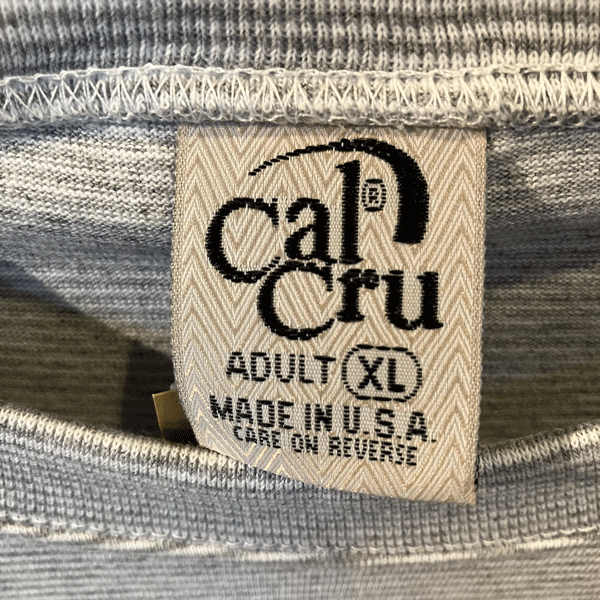 Cal®
Cru
ADULT XL
MADE IN U.S.A.
CARE ON REVERSE